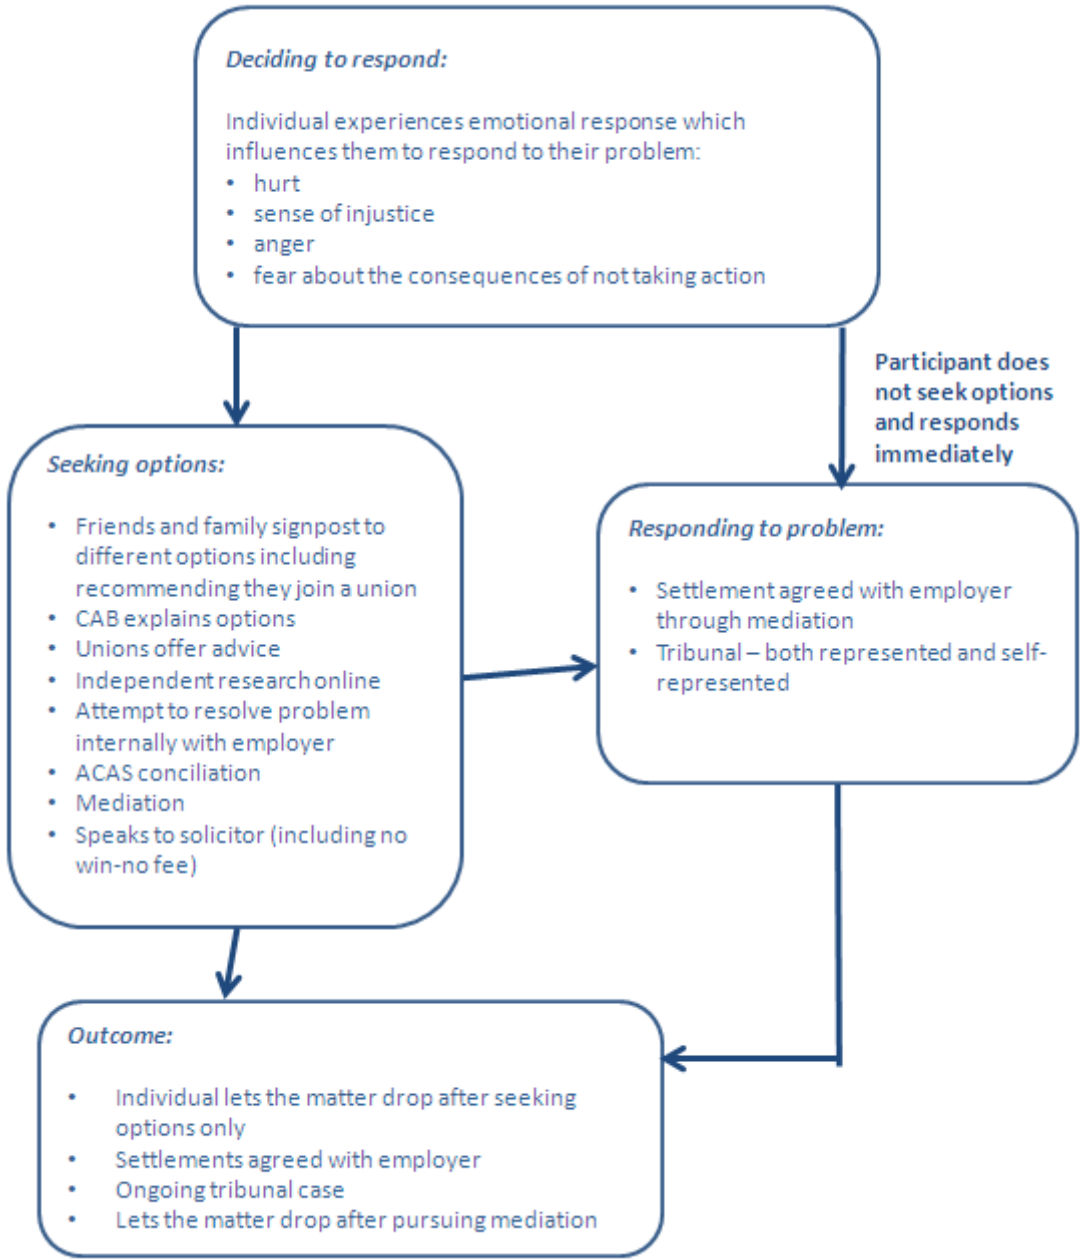 Deciding to respond:
Individual experiences emotional response which
influences them to respond to their problem:
• hurt
• sense of injustice
• anger
• fear about the consequences of not taking action
Participant does
not seek options
and responds
immediately
Seeking options:
• Friends and family signpost to
different options including
recommending they join a union
• CAB explains options
• Unions offer advice
• Independent research online
• Attempt to resolve problem
internally with employer
• ACAS conciliation
• Mediation
• Speaks to solicitor (including no
win-no fee)
Responding to problem:
• Settlement agreed with employer
through mediation
• Tribunal – both represented and self-
represented
Outcome:
• Individual lets the matter drop after seeking
options only
• Settlements agreed with employer
• Ongoing tribunal case
• Lets the matter drop after pursuing mediation